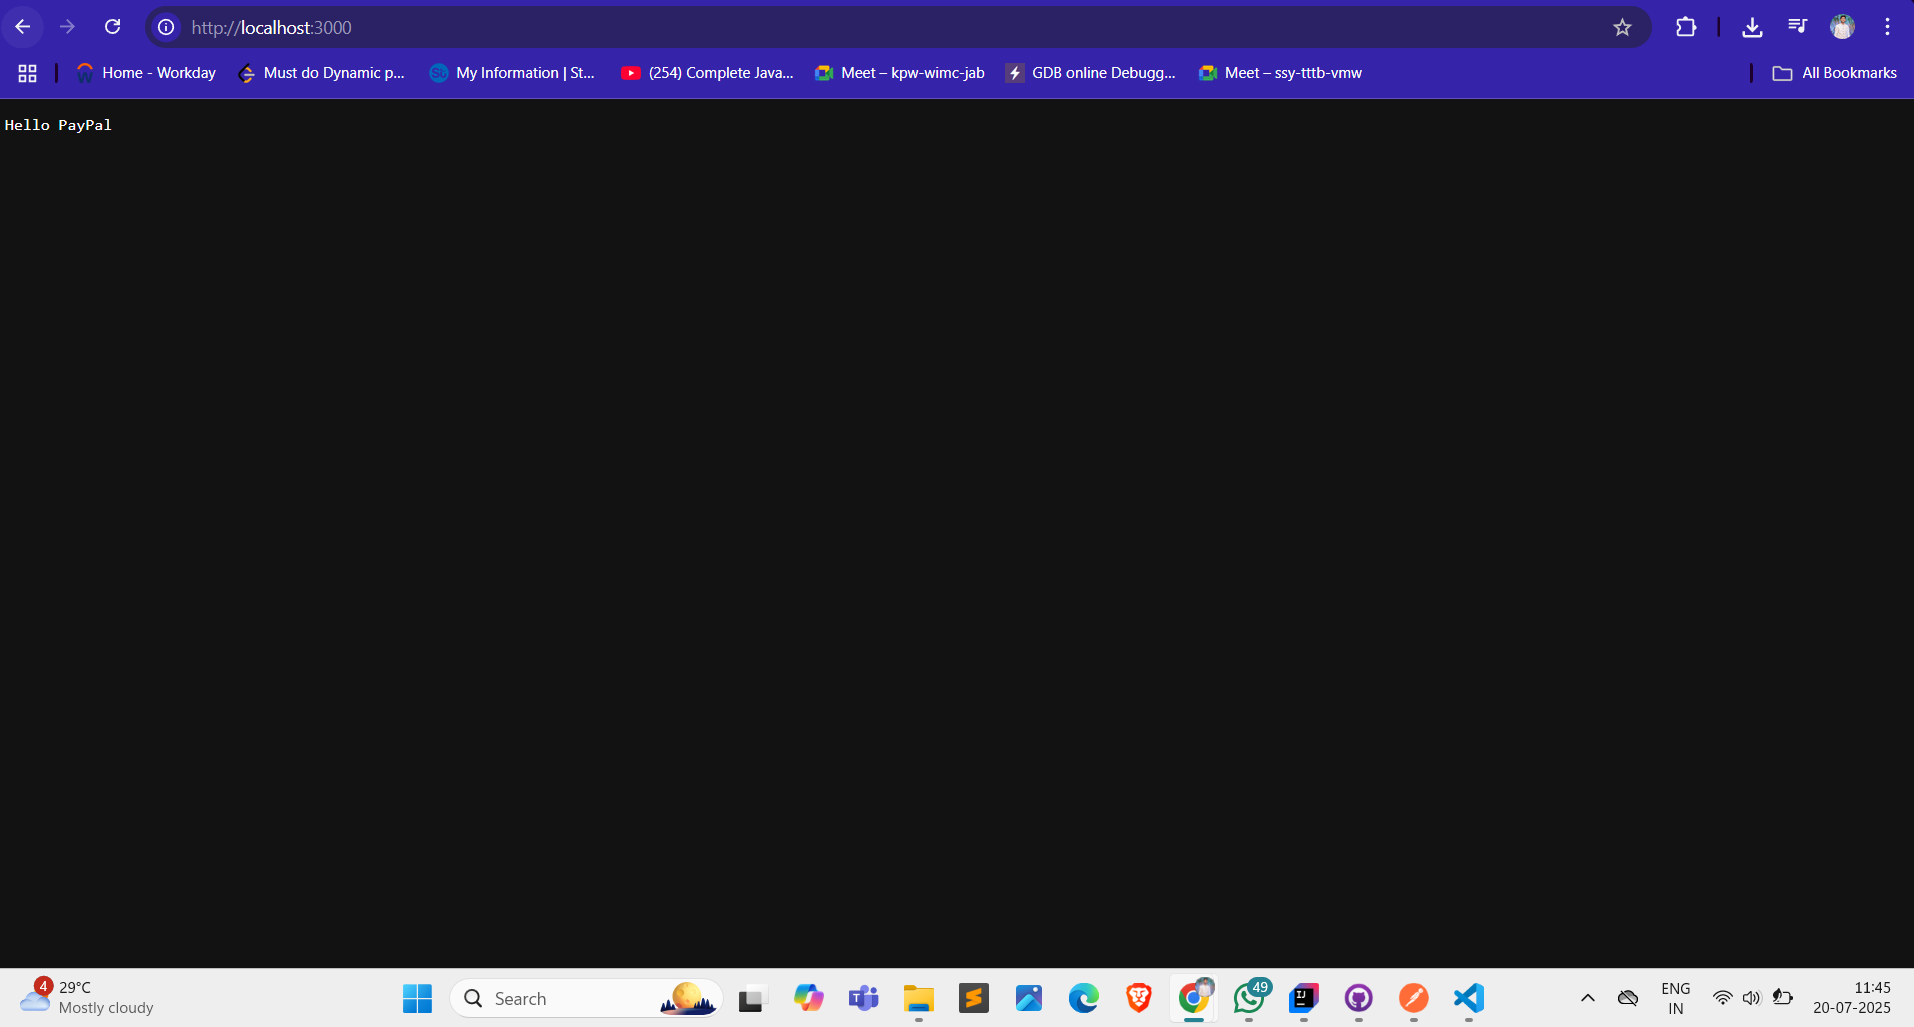 http://localhost:3000
Home - Workday
Must do Dynamic p...
My Information | St...
(254) Complete Java...
Meet – kpw-wimc-jab
GDB online Debugg...
Meet – ssy-tttb-vmw
All Bookmarks
Hello PayPal
4
29°C
Mostly cloudy
Search
49
ENG
IN
11:45
20-07-2025